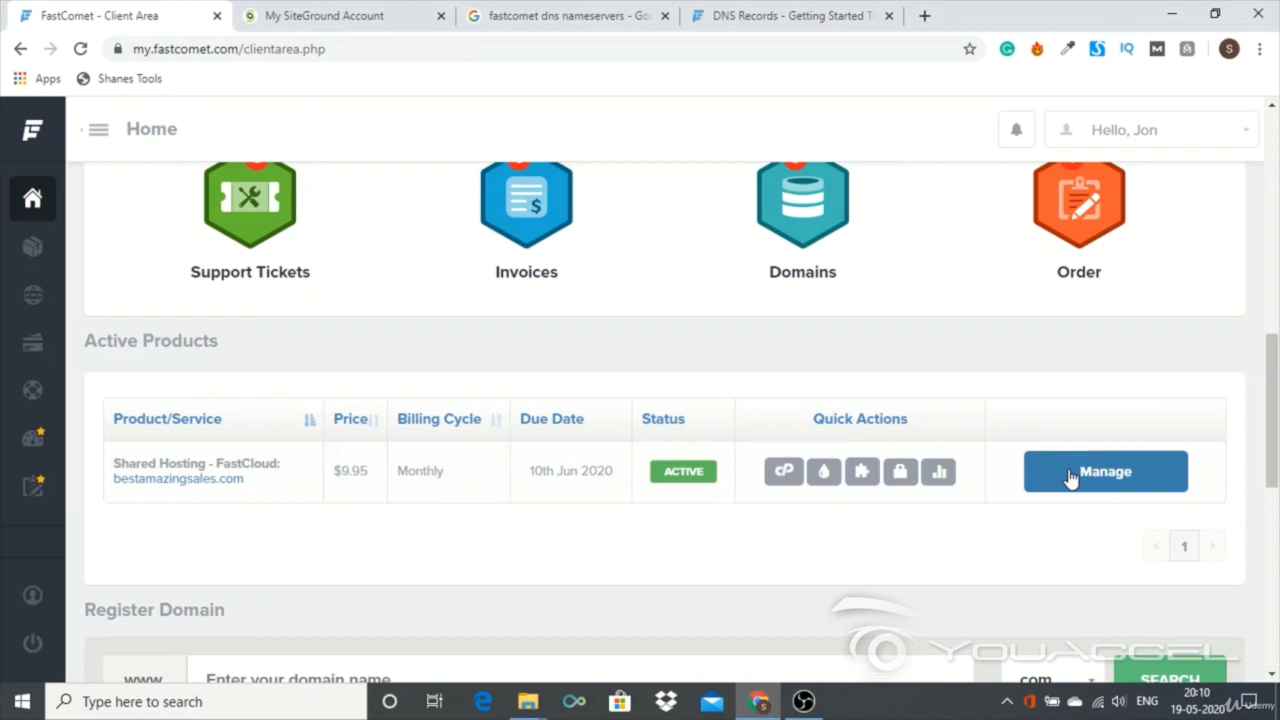 FastComet - Client Area
My SiteGround Account
fastcomet dns nameservers - Go
DNS Records - Getting Started T
my.fastcomet.com/clientarea.php
IQ
M
S
Apps
Shanes Tools
Home
Hello, Jon
Support Tickets
Invoices
Domains
Order
Active Products
Product/Service
Price
Billing Cycle
Due Date
Status
Quick Actions
Shared Hosting - FastCloud:
bestamazingsales.com
$9.95
Monthly
10th Jun 2020
ACTIVE
cP
Manage
1
Register Domain
YOUACCEL
www.
Enter your domain name
.com
SEARCH
Type here to search
ENG
20:10
19-05-2020
Udemy